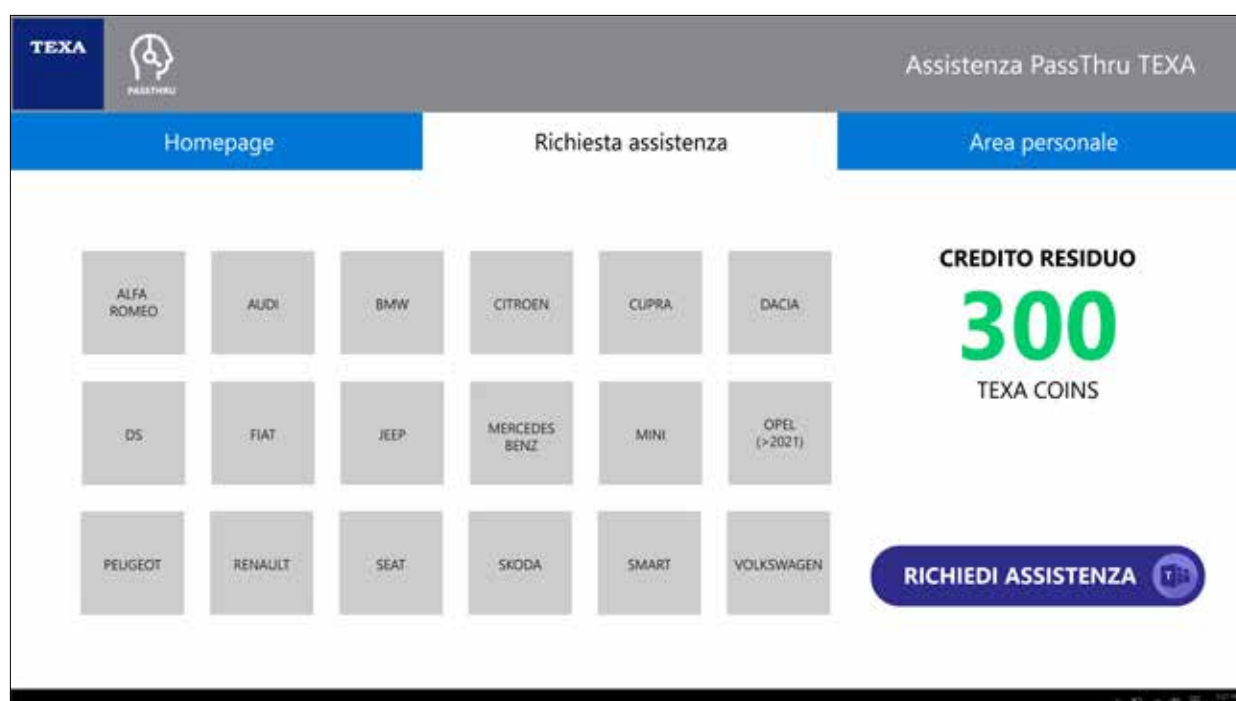 TEXA
PASSTHRU
Assistenza PassThru TEXA
Homepage
Richiesta assistenza
Area personale
ALFA
ROMEO
AUDI
BMW
CITROEN
CUPRA
DACIA
DS
FIAT
JEEP
MERCEDES
BENZ
MINI
OPEL
(>2021)
PEUGEOT
RENAULT
SEAT
SKODA
SMART
VOLKSWAGEN
CREDITO RESIDUO
300
TEXA COINS
RICHIEDI ASSISTENZA
T